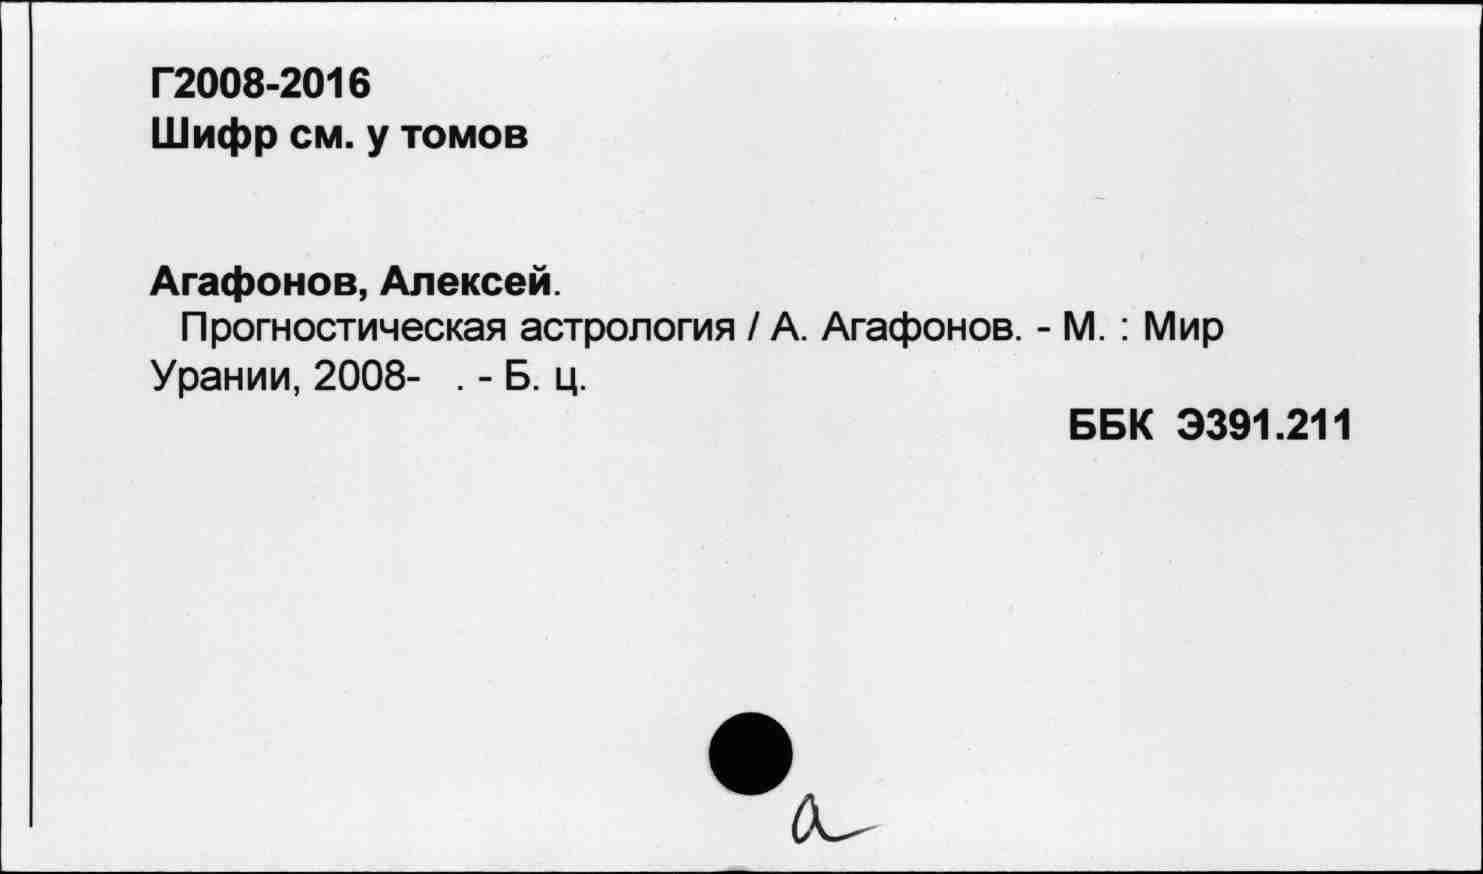 Г2008-2016
Шифр см. у томов
Агафонов, Алексей.
Прогностическая астрология / А. Агафонов. - М. : Мир
Урании, 2008-   . - Б. ц.
ББК Э391.211
а